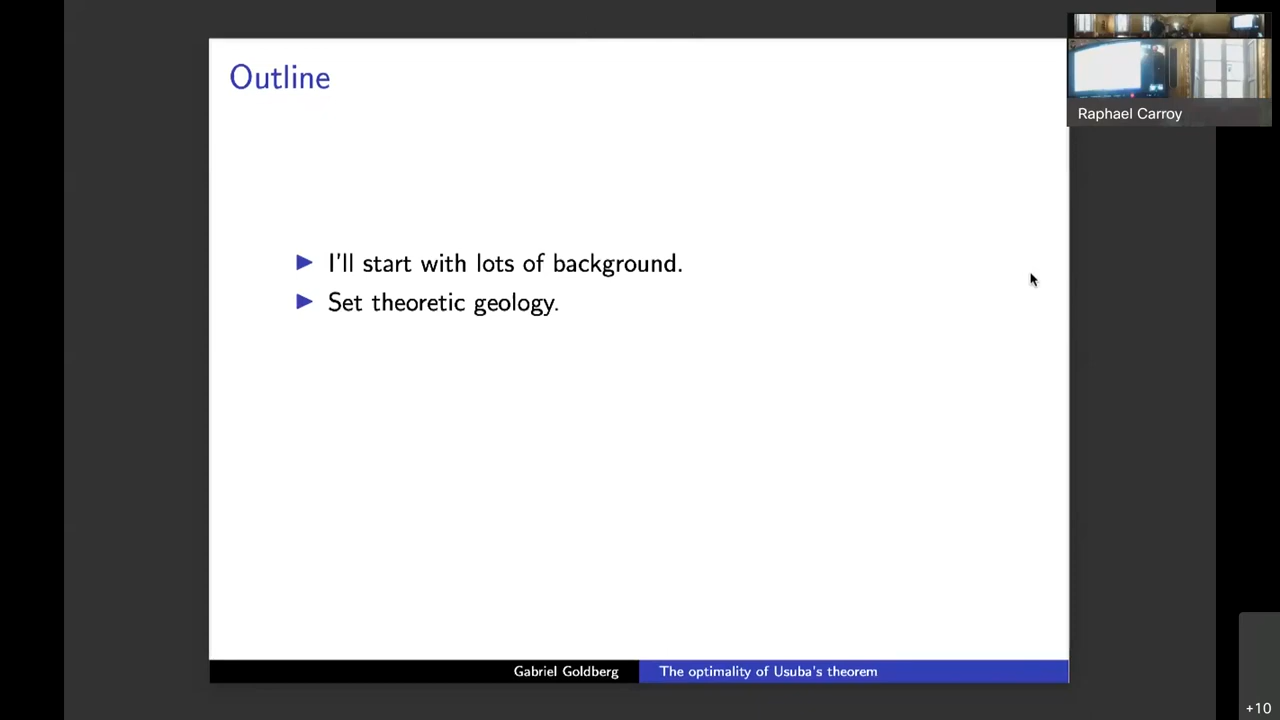 Outline
Raphael Carroy
▶ I'll start with lots of background.
▶ Set theoretic geology.
Gabriel Goldberg
The optimality of Usuba's theorem
+10